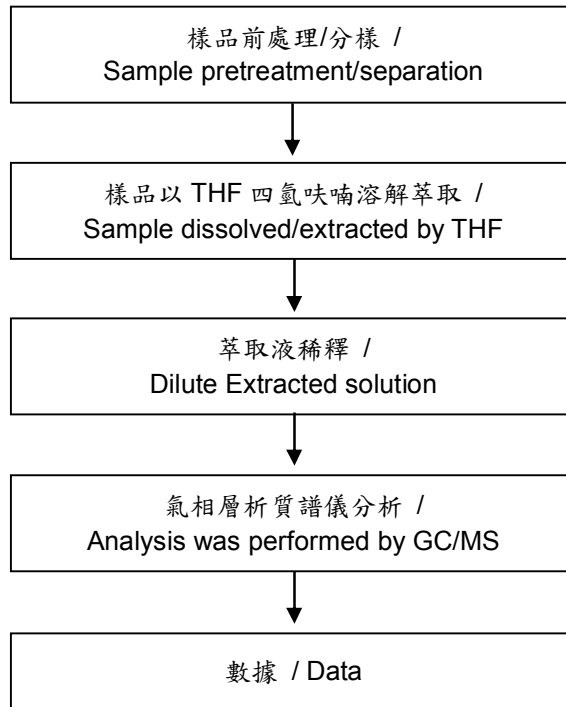 樣品前處理/分樣 /
Sample pretreatment/separation
樣品以 THF 四氫呋喃溶解萃取 /
Sample dissolved/extracted by THF
萃取液稀釋 /
Dilute Extracted solution
氣相層析質譜儀分析 /
Analysis was performed by GC/MS
數據 / Data